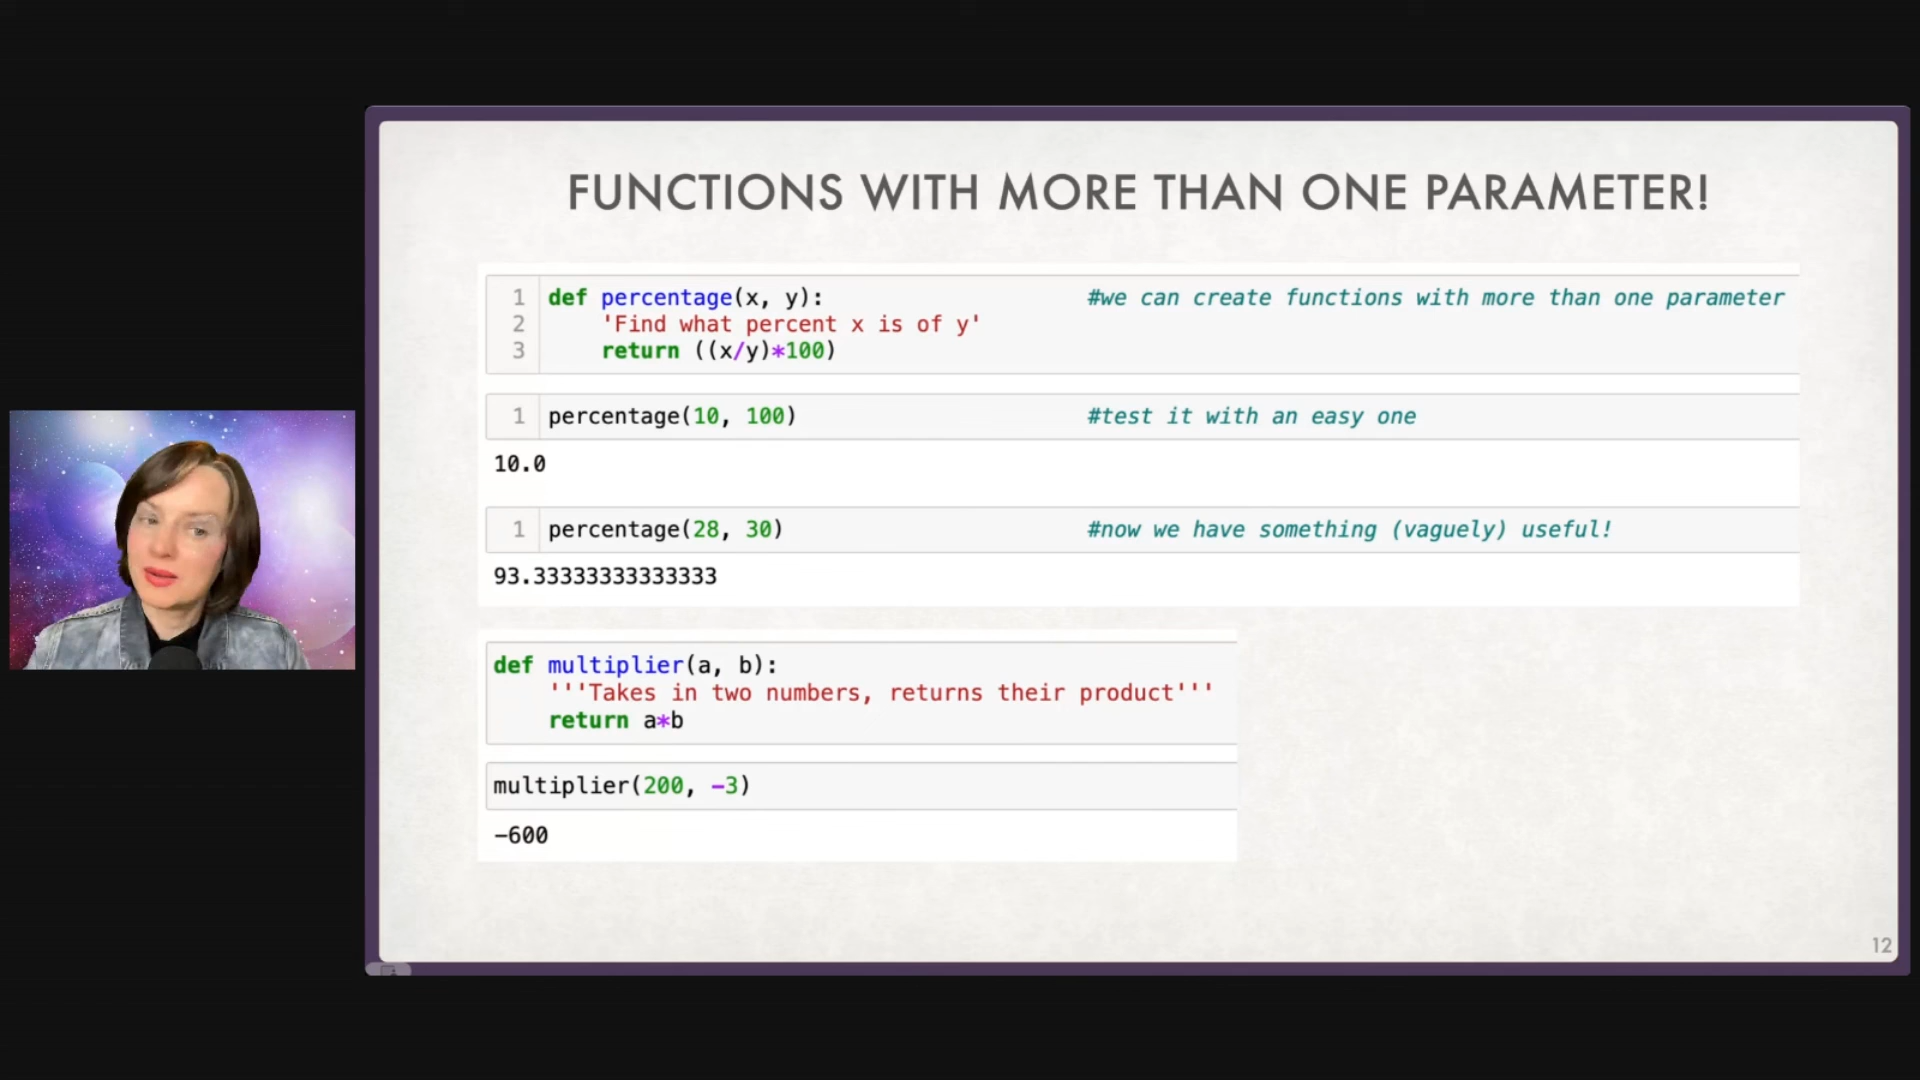 FUNCTIONS WITH MORE THAN ONE PARAMETER!
1 def percentage(x, y): #we can create functions with more than one parameter
2 'Find what percent x is of y'
3 return ((x/y)*100)
1 percentage(10, 100) #test it with an easy one
10.0
1 percentage(28, 30) #now we have something (vaguely) useful!
93.33333333333333
def multiplier(a, b):
'''Takes in two numbers, returns their product'''
return a*b
multiplier(200, -3)
-600
12